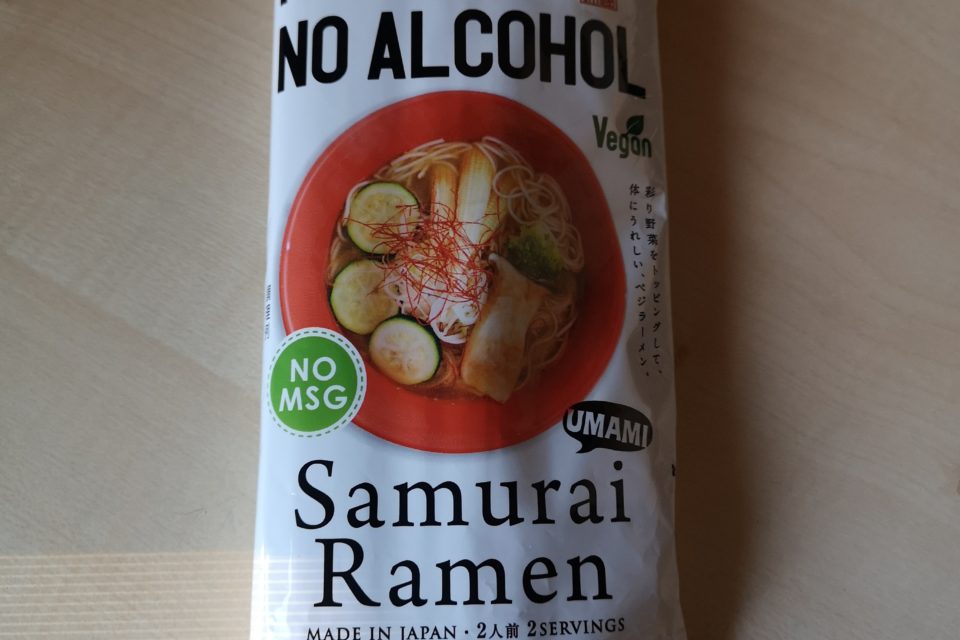 NO ALCOHOL
Vegan
彩り野菜をトッピングして、
体にうれしい、ベジラーメン。
NO
MSG
UMAMI
Samurai
Ramen
MADE IN JAPAN・2人前 2SERVINGS